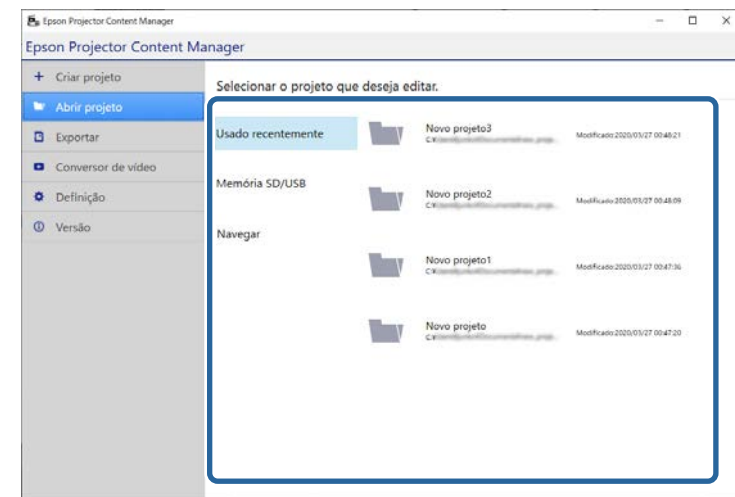 Epson Projector Content Manager
Epson Projector Content Manager
Criar projeto
Abrir projeto
Exportar
Conversor de vídeo
Definição
Versão
Selecionar o projeto que deseja editar.
Usado recentemente
Memória SD/USB
Navegar
Novo projeto3
Modificado:2020/03/27 00:48:21
Novo projeto2
Modificado:2020/03/27 00:48:09
Novo projeto1
Modificado:2020/03/27 00:47:36
Novo projeto
Modificado:2020/03/27 00:47:20